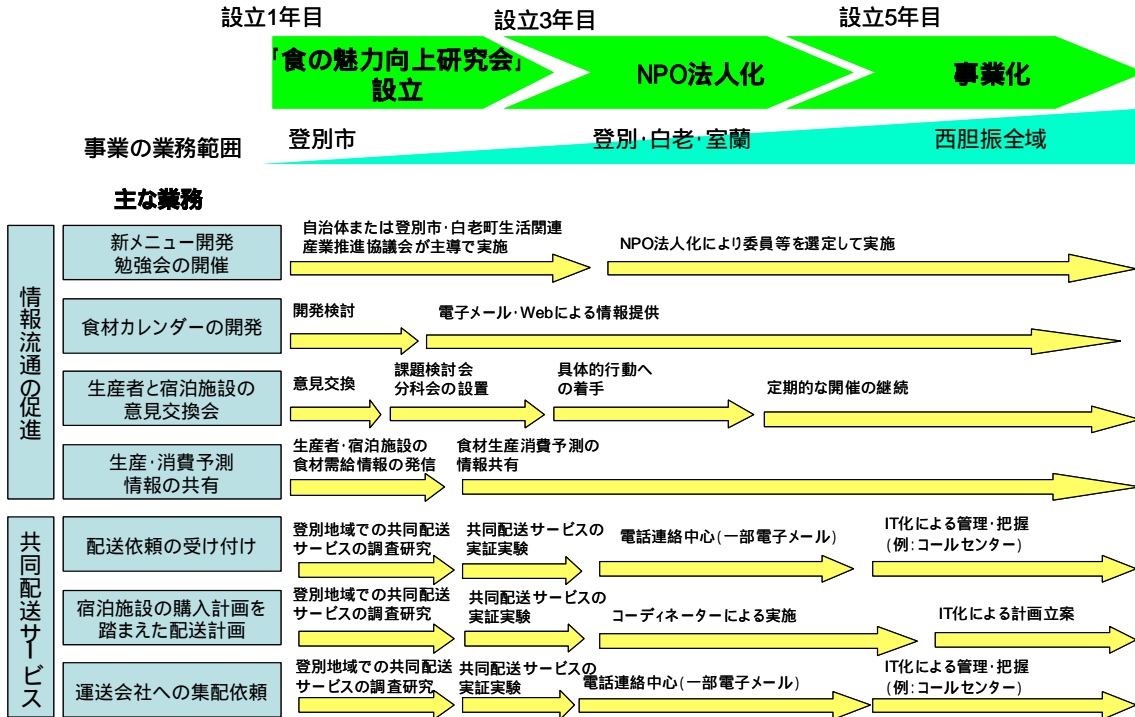 設立1年目
設立3年目
設立5年目
「食の魅力向上研究会」
設立
NPO法人化
事業化
事業の業務範囲
登別市
登別・白老・室蘭
西胆振全域
主な業務
情報流通の促進
新メニュー開発
勉強会の開催
自治体または登別市・白老町生活関連
産業推進協議会が主導で実施
NPO法人化により委員等を選定して実施
食材カレンダーの開発
開発検討
電子メール・Webによる情報提供
生産者と宿泊施設の
意見交換会
意見交換
課題検討会
分科会の設置
具体的行動へ
の着手
定期的な開催の継続
生産・消費予測
情報の共有
生産者・宿泊施設の
食材需給情報の発信
食材生産消費予測の
情報共有
共同配送サービス
配送依頼の受け付け
登別地域での共同配送
サービスの調査研究
共同配送サービスの
実証実験
電話連絡中心(一部電子メール)
IT化による管理・把握
(例:コールセンター)
宿泊施設の購入計画を
踏まえた配送計画
登別地域での共同配送
サービスの調査研究
共同配送サービスの
実証実験
コーディネーターによる実施
IT化による計画立案
運送会社への集配依頼
登別地域での共同配送
サービスの調査研究
共同配送サービスの
実証実験
電話連絡中心(一部電子メール)
IT化による管理・把握
(例:コールセンター)